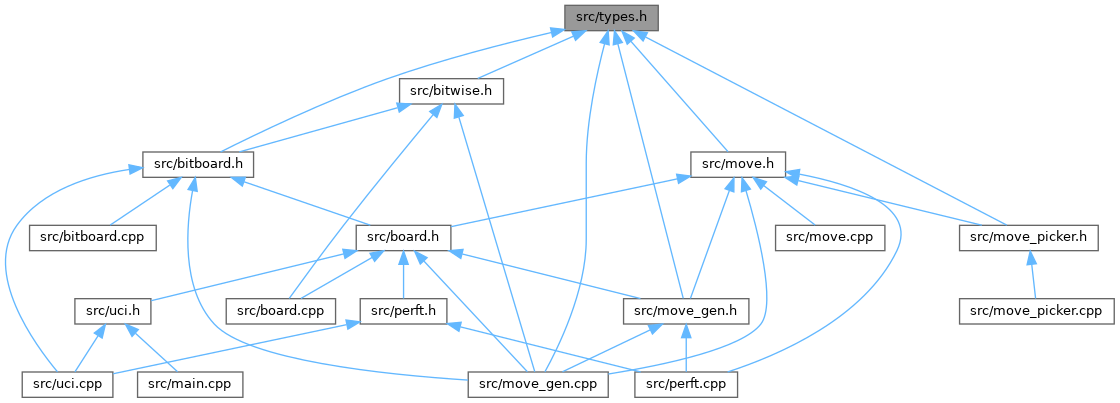 src/types.h
src/bitwise.h
src/bitboard.h
src/move.h
src/bitboard.cpp
src/board.h
src/move.cpp
src/move_picker.h
src/uci.h
src/board.cpp
src/perft.h
src/move_gen.h
src/move_picker.cpp
src/uci.cpp
src/main.cpp
src/move_gen.cpp
src/perft.cpp